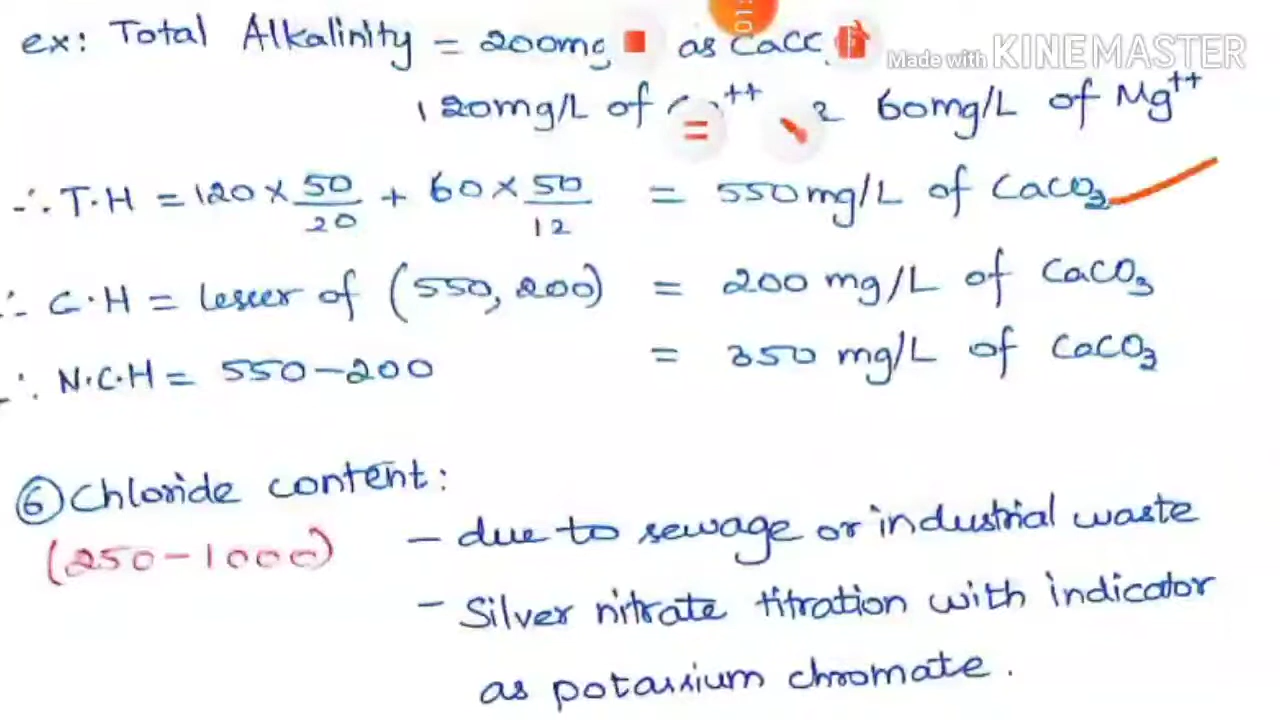 Made with KINEMASTER
ex: Total Alkalinity = 200mg as CaCC
120mg/L of ++ 2 60mg/L of Mg++
∴ T.H = 120 × 50/20 + 60 × 50/12 = 550mg/L of CaCO3
∴ C.H = lesser of (550, 200) = 200 mg/L of CaCO3
∴ N.C.H = 550-200 = 350 mg/L of CaCO3
⑥ Chloride content:
(250-1000)
- due to sewage or industrial waste
- Silver nitrate titration with indicator
as potassium chromate.